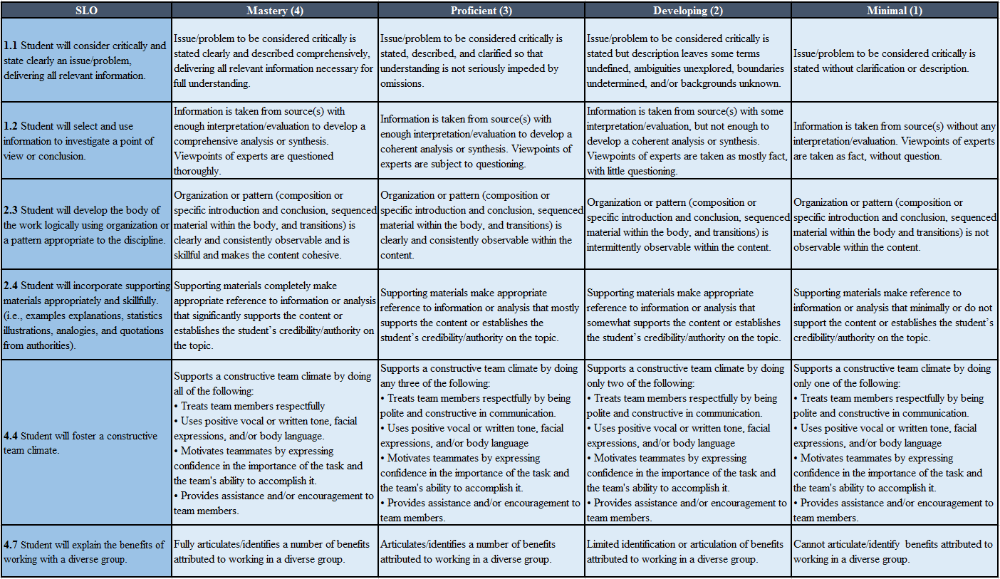 SLO
Mastery (4)
Proficient (3)
Developing (2)
Minimal (1)
1.1 Student will consider critically and
state clearly an issue/problem,
delivering all relevant information.
Issue/problem to be considered critically is
stated clearly and described comprehensively,
delivering all relevant information necessary for
full understanding.
Issue/problem to be considered critically is
stated, described, and clarified so that
understanding is not seriously impeded by
omissions.
Issue/problem to be considered critically is
stated but description leaves some terms
undefined, ambiguities unexplored, boundaries
undetermined, and/or backgrounds unknown.
Issue/problem to be considered critically is
stated without clarification or description.
1.2 Student will select and use
information to investigate a point of
view or conclusion.
Information is taken from source(s) with
enough interpretation/evaluation to develop a
comprehensive analysis or synthesis.
Viewpoints of experts are questioned
thoroughly.
Information is taken from source(s) with
enough interpretation/evaluation to develop a
coherent analysis or synthesis. Viewpoints of
experts are subject to questioning.
Information is taken from source(s) with some
interpretation/evaluation, but not enough to
develop a coherent analysis or synthesis.
Viewpoints of experts are taken as mostly fact,
with little questioning.
Information is taken from source(s) without any
interpretation/evaluation. Viewpoints of experts
are taken as fact, without question.
2.3 Student will develop the body of
the work logically using organization or
a pattern appropriate to the discipline.
Organization or pattern (composition or
specific introduction and conclusion, sequenced
material within the body, and transitions) is
clearly and consistently observable and is
skillful and makes the content cohesive.
Organization or pattern (composition or
specific introduction and conclusion, sequenced
material within the body, and transitions) is
clearly and consistently observable within the
content.
Organization or pattern (composition or
specific introduction and conclusion, sequenced
material within the body, and transitions) is
intermittently observable within the content.
Organization or pattern (composition or
specific introduction and conclusion, sequenced
material within the body and transitions) is not
observable within the content.
2.4 Student will incorporate supporting
materials appropriately and skillfully.
(i.e., examples explanations, statistics
illustrations, analogies, and quotations
from authorities).
Supporting materials completely make
appropriate reference to information or analysis
that significantly supports the content or
establishes the student’s credibility/authority on
the topic.
Supporting materials make appropriate
reference to information or analysis that mostly
supports the content or establishes the
student’s credibility/authority on the topic.
Supporting materials make appropriate
reference to information or analysis that
somewhat supports the content or establishes
the student’s credibility/authority on the topic.
Supporting materials make reference to
information or analysis that minimally or do not
support the content or establishes the student’s
credibility/authority on the topic.
4.4 Student will foster a constructive
team climate.
Supports a constructive team climate by doing
all of the following:
• Treats team members respectfully
• Uses positive vocal or written tone, facial
expressions, and/or body language.
• Motivates teammates by expressing
confidence in the importance of the task and
the team's ability to accomplish it.
• Provides assistance and/or encouragement to
team members.
Supports a constructive team climate by doing
any three of the following:
• Treats team members respectfully by being
polite and constructive in communication.
• Uses positive vocal or written tone, facial
expressions, and/or body language
• Motivates teammates by expressing
confidence in the importance of the task and
the team's ability to accomplish it.
• Provides assistance and/or encouragement to
team members.
Supports a constructive team climate by doing
only two of the following:
• Treats team members respectfully by being
polite and constructive in communication.
• Uses positive vocal or written tone, facial
expressions, and/or body language
• Motivates teammates by expressing
confidence in the importance of the task and
the team's ability to accomplish it.
• Provides assistance and/or encouragement to
team members.
Supports a constructive team climate by doing
only one of the following:
• Treats team members respectfully by being
polite and constructive in communication.
• Uses positive vocal or written tone, facial
expressions, and/or body language
• Motivates teammates by expressing
confidence in the importance of the task and
the team's ability to accomplish it.
• Provides assistance and/or encouragement to
team members.
4.7 Student will explain the benefits of
working with a diverse group.
Fully articulates/identifies a number of benefits
attributed to working in a diverse group.
Articulates/identifies a number of benefits
attributed to working in a diverse group.
Limited identification or articulation of benefits
attributed to working in a diverse group.
Cannot articulate/identify benefits attributed to
working in a diverse group.